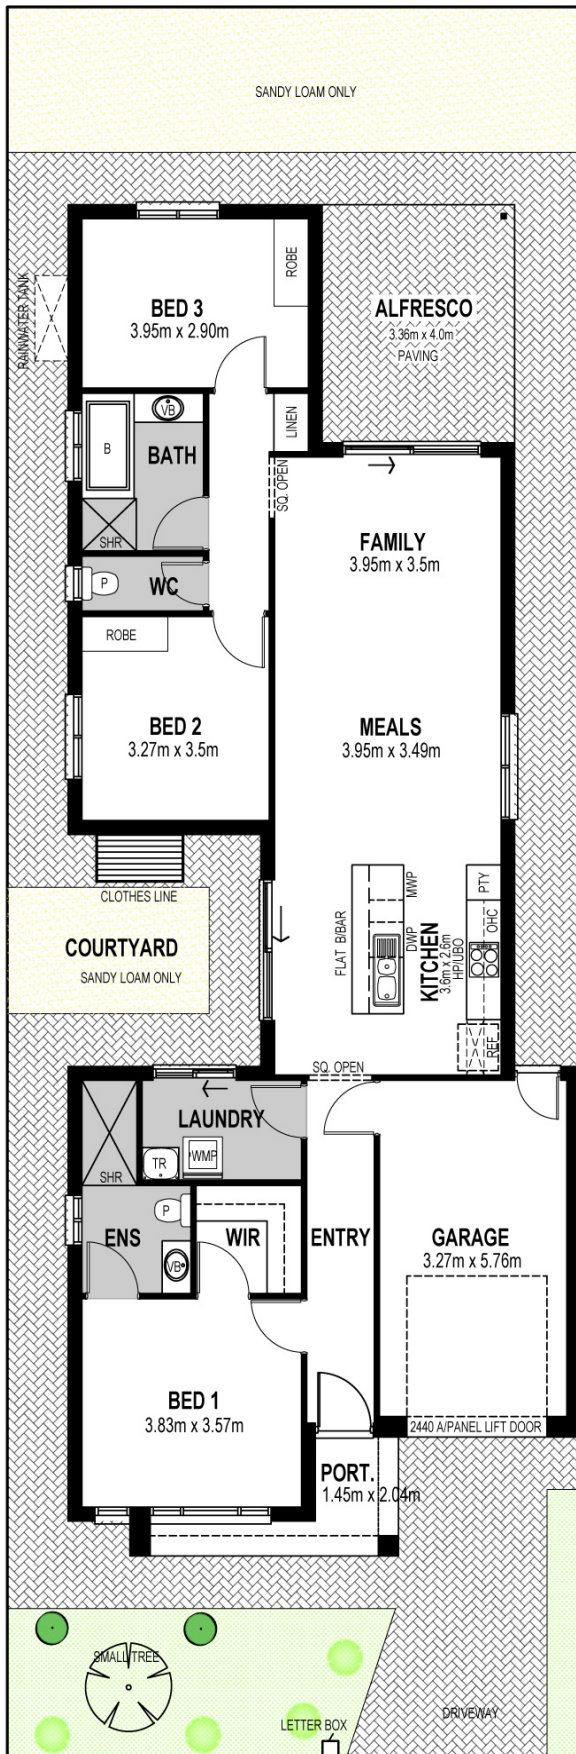 SANDY LOAM ONLY
RAINWATER TANK
BED 3
3.95m x 2.90m
ROBE
ALFRESCO
3.36m x 4.0m
PAVING
VB
B
BATH
LINEN
SHR
SQ. OPEN
FAMILY
3.95m x 3.5m
P
WC
ROBE
BED 2
3.27m x 3.5m
MEALS
3.95m x 3.49m
CLOTHES LINE
COURTYARD
SANDY LOAM ONLY
FLAT B/BAR
MWP
DWP
KITCHEN
3.6m x 2.6m
HP/UBO
PTY
OHC
REF
SQ. OPEN
LAUNDRY
TR
WMP
SHR
P
ENS
VB
WIR
ENTRY
GARAGE
3.27m x 5.76m
BED 1
3.83m x 3.57m
2440 A/PANEL LIFT DOOR
PORT.
1.45m x 2.04m
SMALL TREE
DRIVEWAY
LETTER BOX